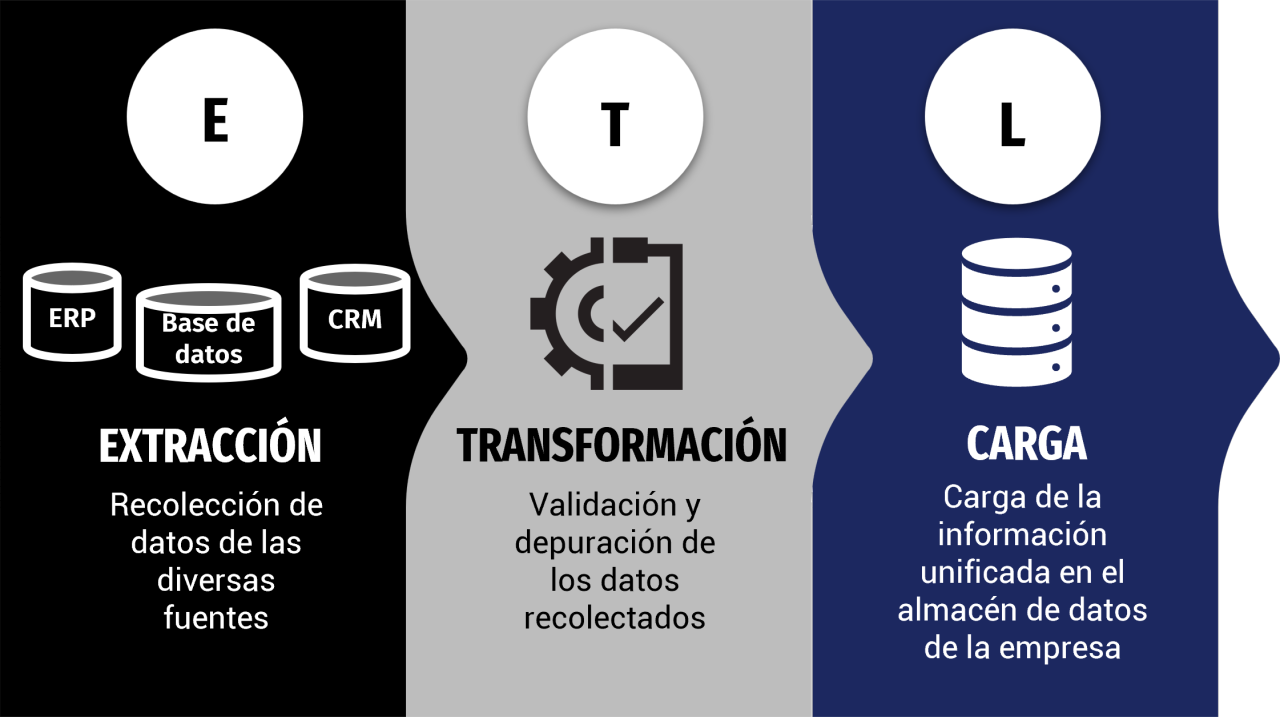 E
ERP
Base de
datos
CRM
EXTRACCIÓN
Recolección de
datos de las
diversas
fuentes
T
TRANSFORMACIÓN
Validación y
depuración de
los datos
recolectados
L
CARGA
Carga de la
información
unificada en el
almacén de datos
de la empresa